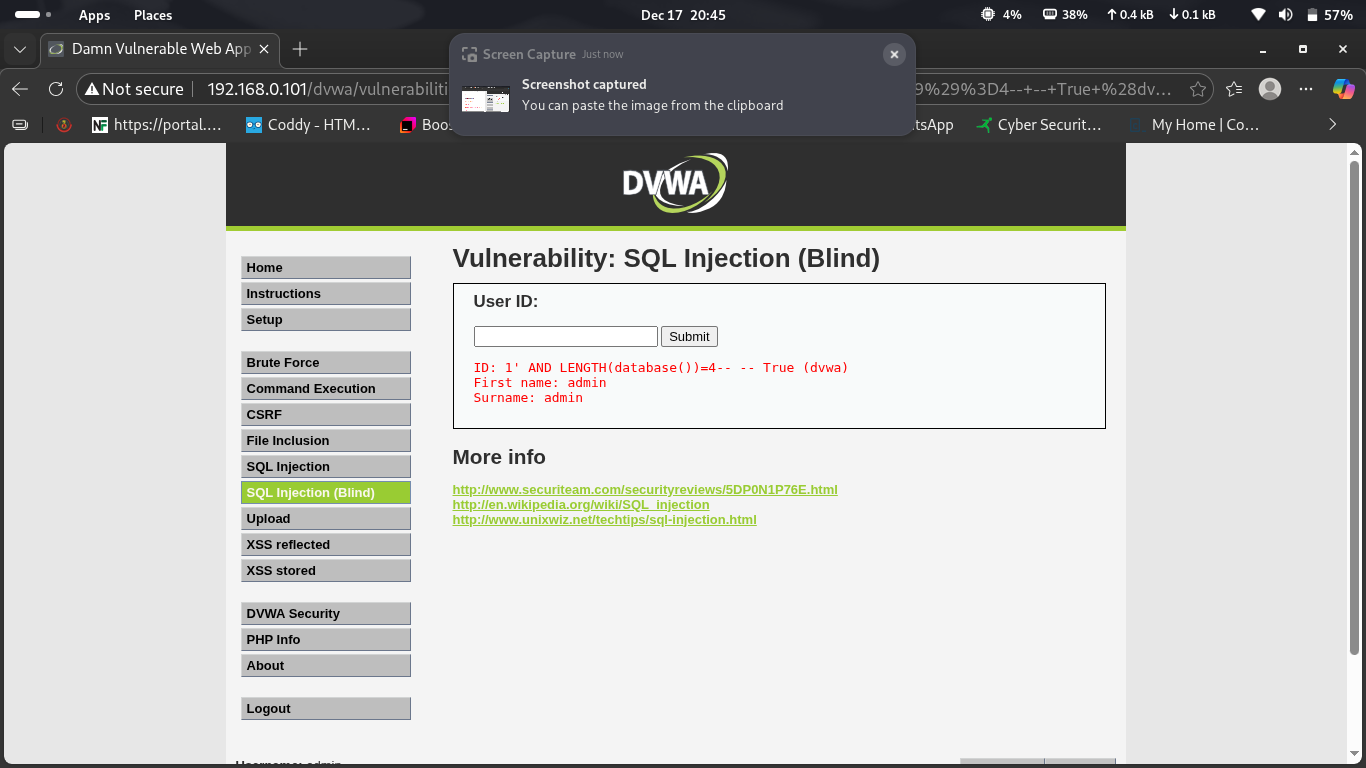 Apps Places Dec 17 20:45 4% 38% 0.4 kB 0.1 kB 57%
Damn Vulnerable Web App
Screen Capture Just now
Screenshot captured
You can paste the image from the clipboard
Not secure 192.168.0.101/dvwa/vulnerabiliti 9%29%3D4--+--+True+%28dv…
https://portal.… Coddy - HTM… Boo tsApp Cyber Securit… My Home | Co…
DVWA
Vulnerability: SQL Injection (Blind)
Home
Instructions
Setup
Brute Force
Command Execution
CSRF
File Inclusion
SQL Injection
SQL Injection (Blind)
Upload
XSS reflected
XSS stored
DVWA Security
PHP Info
About
Logout
User ID:
Submit
ID: 1' AND LENGTH(database())=4-- -- True (dvwa)
First name: admin
Surname: admin
More info
http://www.securiteam.com/securityreviews/5DP0N1P76E.html
http://en.wikipedia.org/wiki/SQL_injection
http://www.unixwiz.net/techtips/sql-injection.html
Username: admin